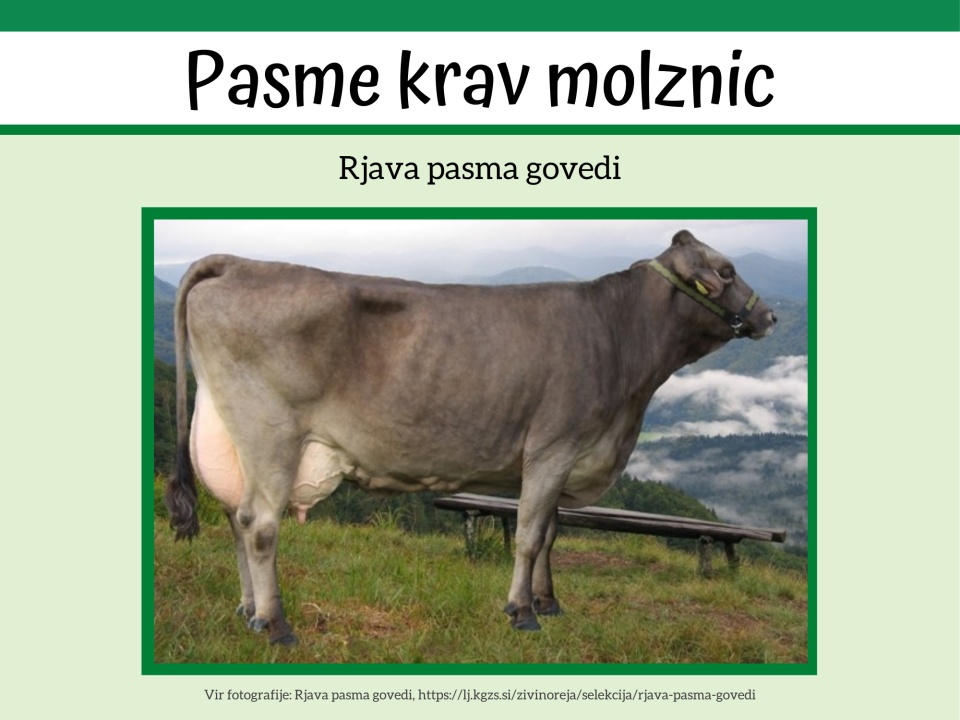 Pasme krav molznic
Rjava pasma govedi
Vir fotografije: Rjava pasma govedi, https://lj.kgzs.si/zivinoreja/selekcija/rjava-pasma-govedi